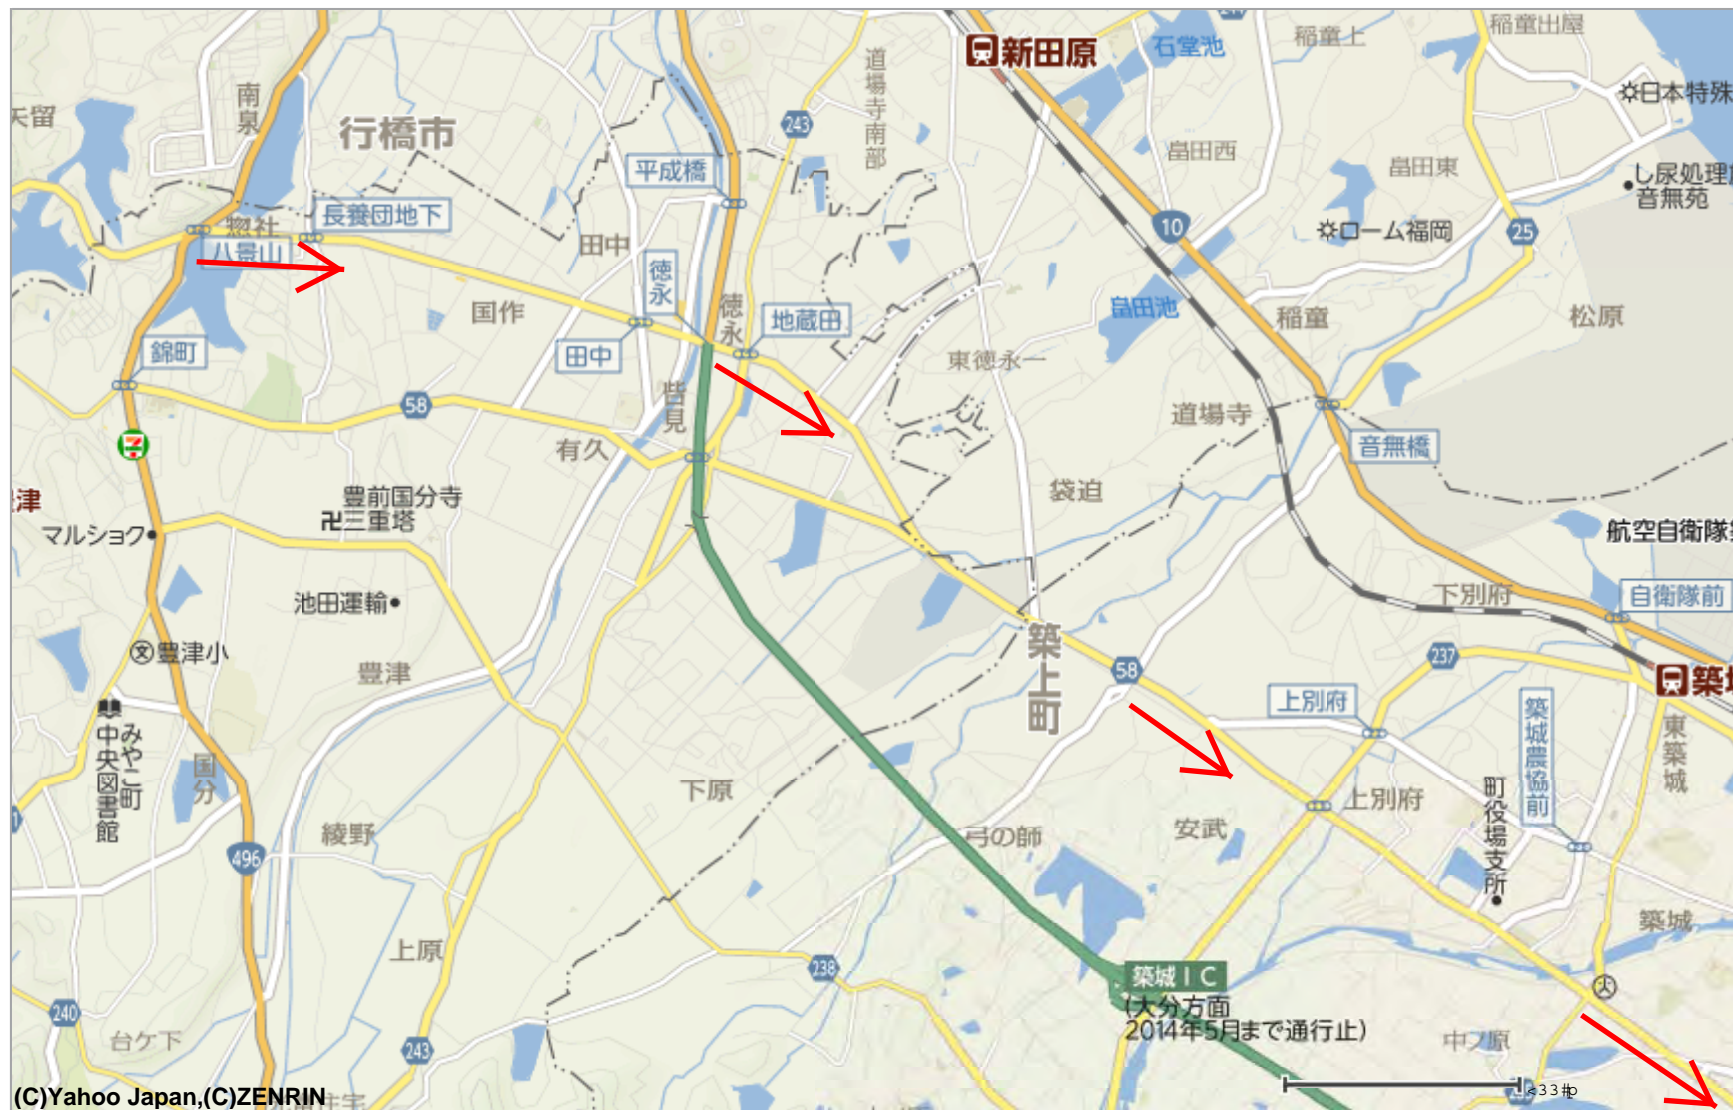 新田原
石堂池
稲童上
稲童出屋
道場寺南部
矢留
南泉
行橋市
243
日本特殊
平成橋
畠田西
畠田東
し尿処理
音無苑
惣社
長養団地下
八景山
田中
徳永
10
ローム福岡
25
国作
徳永
地蔵田
畠田池
稲童
松原
錦町
田中
東徳永一
58
呰見
道場寺
音無橋
有久
袋迫
津
豊前国分寺
三重塔
マルショク
航空自衛隊
池田運輸
下別府
自衛隊前
文
豊津小
豊津
築上町
58
237
築城
上別府
みやこ町
中央図書館
国分
下原
築城農協前
東築城
上別府
町役場支所
綾野
弓の師
安武
496
築城
上原
238
築城IC
(大分方面
2014年5月まで通行止)
火
240
台ケ下
243
中ノ原
(C)Yahoo Japan,(C)ZENRIN